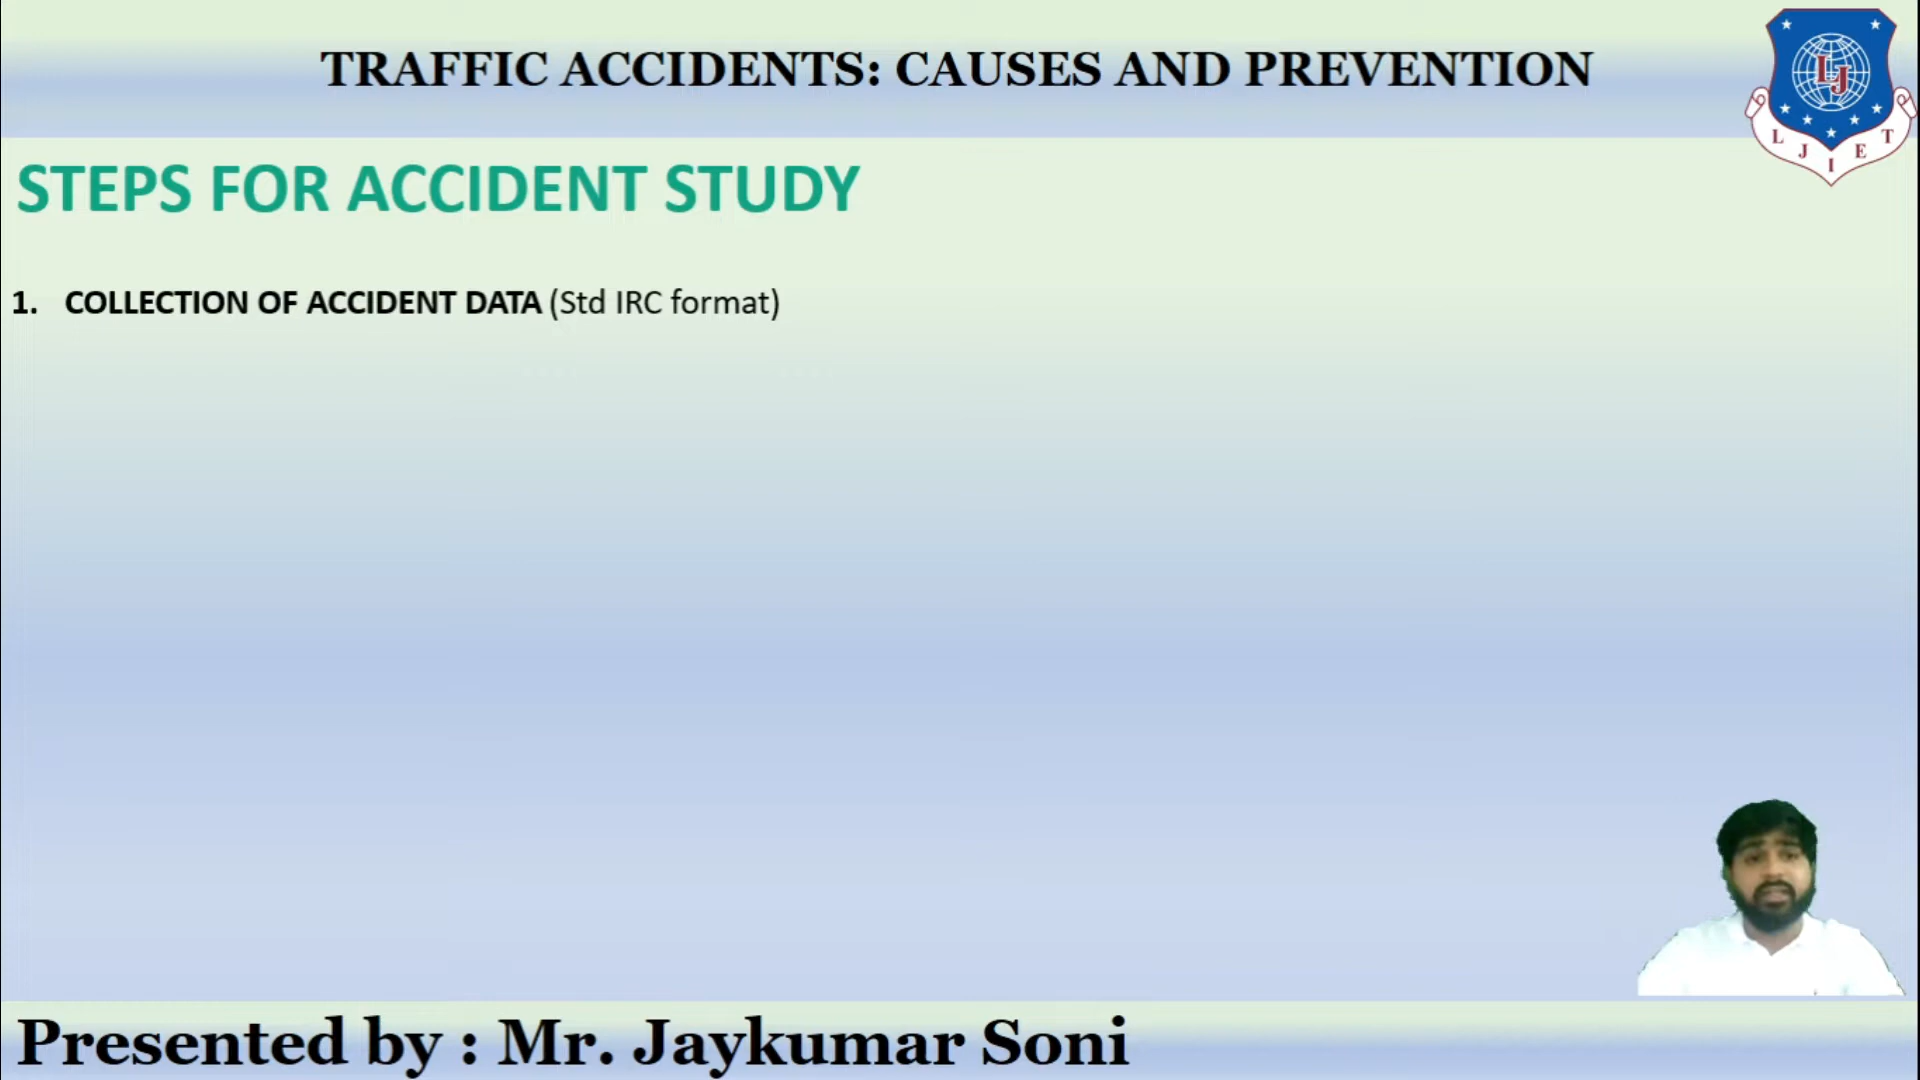 TRAFFIC ACCIDENTS: CAUSES AND PREVENTION
LJ
L J I E T
STEPS FOR ACCIDENT STUDY
1. COLLECTION OF ACCIDENT DATA (Std IRC format)
Presented by : Mr. Jaykumar Soni